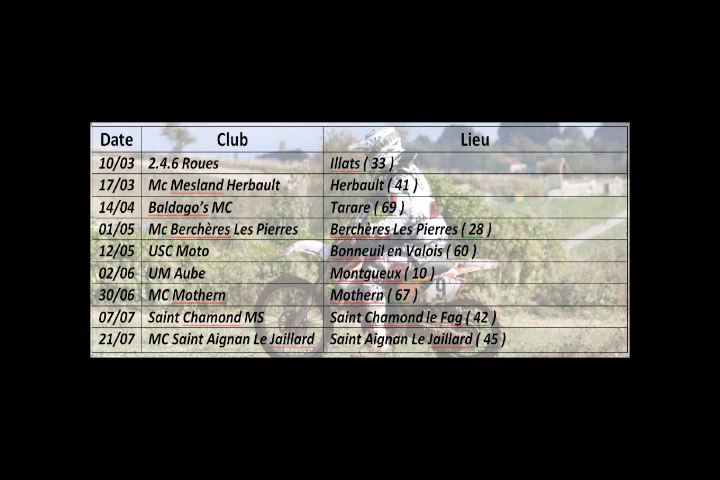 Date Club Lieu
10/03 2.4.6 Roues Illats ( 33 )
17/03 Mc Mesland Herbault Herbault ( 41 )
14/04 Baldago's MC Tarare ( 69 )
01/05 Mc Berchères Les Pierres Berchères Les Pierres ( 28 )
12/05 USC Moto Bonneuil en Valois ( 60 )
02/06 UM Aube Montgueux ( 10 )
30/06 MC Mothern Mothern ( 67 )
07/07 Saint Chamond MS Saint Chamond le Fag ( 42 )
21/07 MC Saint Aignan Le Jaillard Saint Aignan Le Jaillard ( 45 )